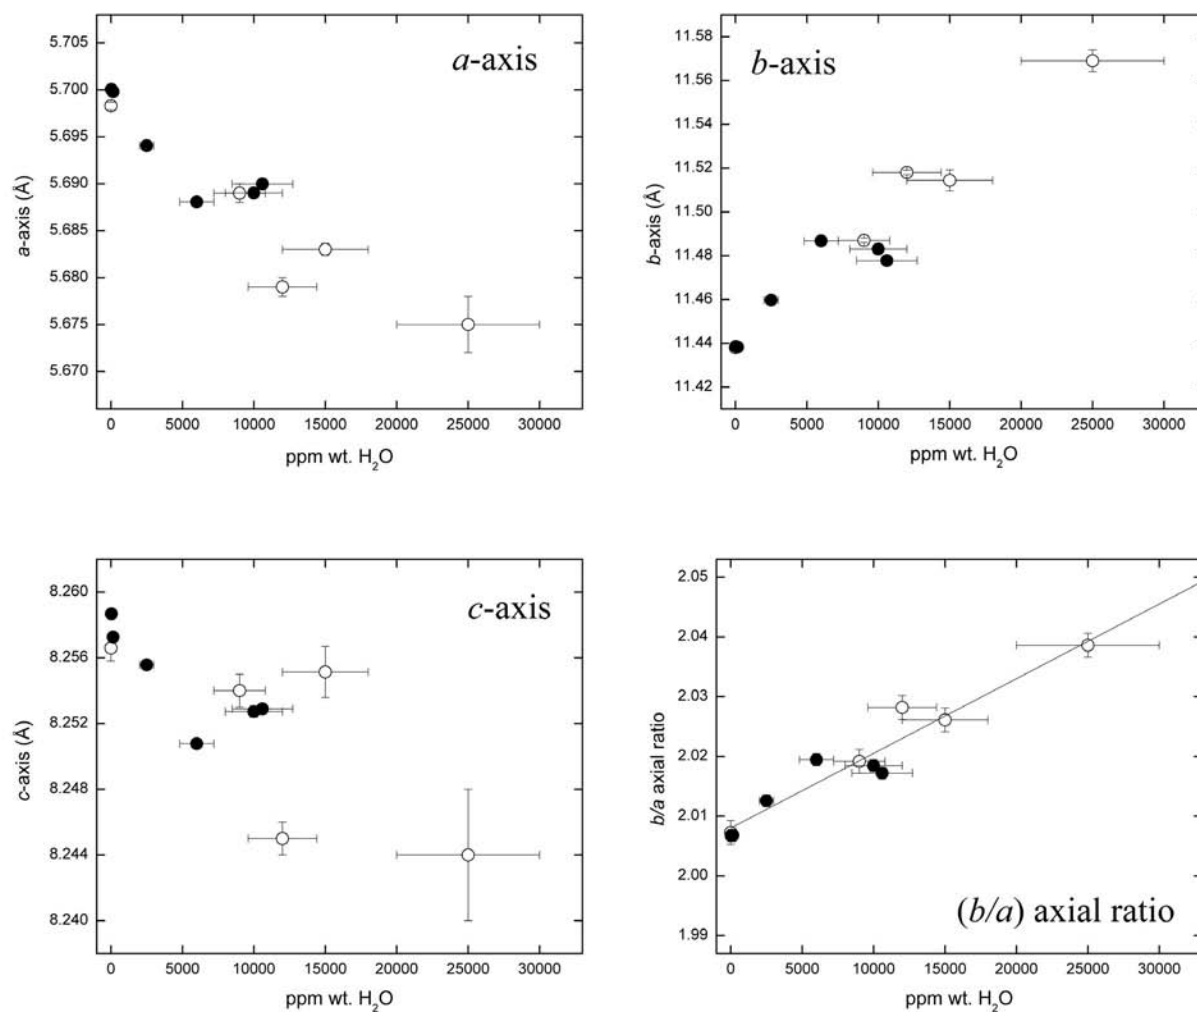 5.705
5.700
5.695
5.690
5.685
5.680
5.675
5.670
a-axis (Å)
a-axis
0 5000 10000 15000 20000 25000 30000
ppm wt. H₂O
11.58
11.56
11.54
11.52
11.50
11.48
11.46
11.44
11.42
b-axis (Å)
b-axis
0 5000 10000 15000 20000 25000 30000
ppm wt. H₂O
8.260
8.256
8.252
8.248
8.244
8.240
c-axis (Å)
c-axis
0 5000 10000 15000 20000 25000 30000
ppm wt. H₂O
2.05
2.04
2.03
2.02
2.01
2.00
1.99
b/a axial ratio
(b/a) axial ratio
0 5000 10000 15000 20000 25000 30000
ppm wt. H₂O